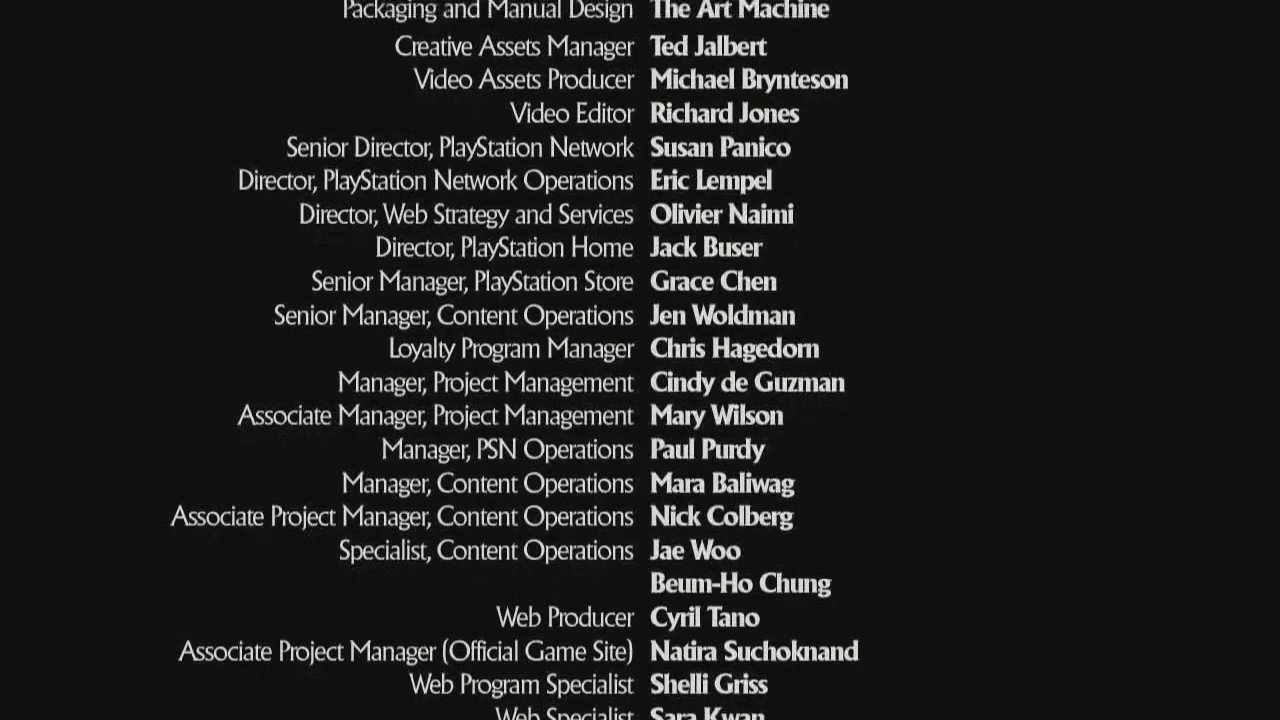 Packaging and Manual Design The Art Machine
Creative Assets Manager Ted Jalbert
Video Assets Producer Michael Brynteson
Video Editor Richard Jones
Senior Director, PlayStation Network Susan Panico
Director, PlayStation Network Operations Eric Lempel
Director, Web Strategy and Services Olivier Naimi
Director, PlayStation Home Jack Buser
Senior Manager, PlayStation Store Grace Chen
Senior Manager, Content Operations Jen Woldman
Loyalty Program Manager Chris Hagedorn
Manager, Project Management Cindy de Guzman
Associate Manager, Project Management Mary Wilson
Manager, PSN Operations Paul Purdy
Manager, Content Operations Mara Baliwag
Associate Project Manager, Content Operations Nick Colberg
Specialist, Content Operations Jae Woo
Beum-Ho Chung
Web Producer Cyril Tano
Associate Project Manager (Official Game Site) Natira Suchoknand
Web Program Specialist Shelli Griss
Web Specialist Sara Kwan